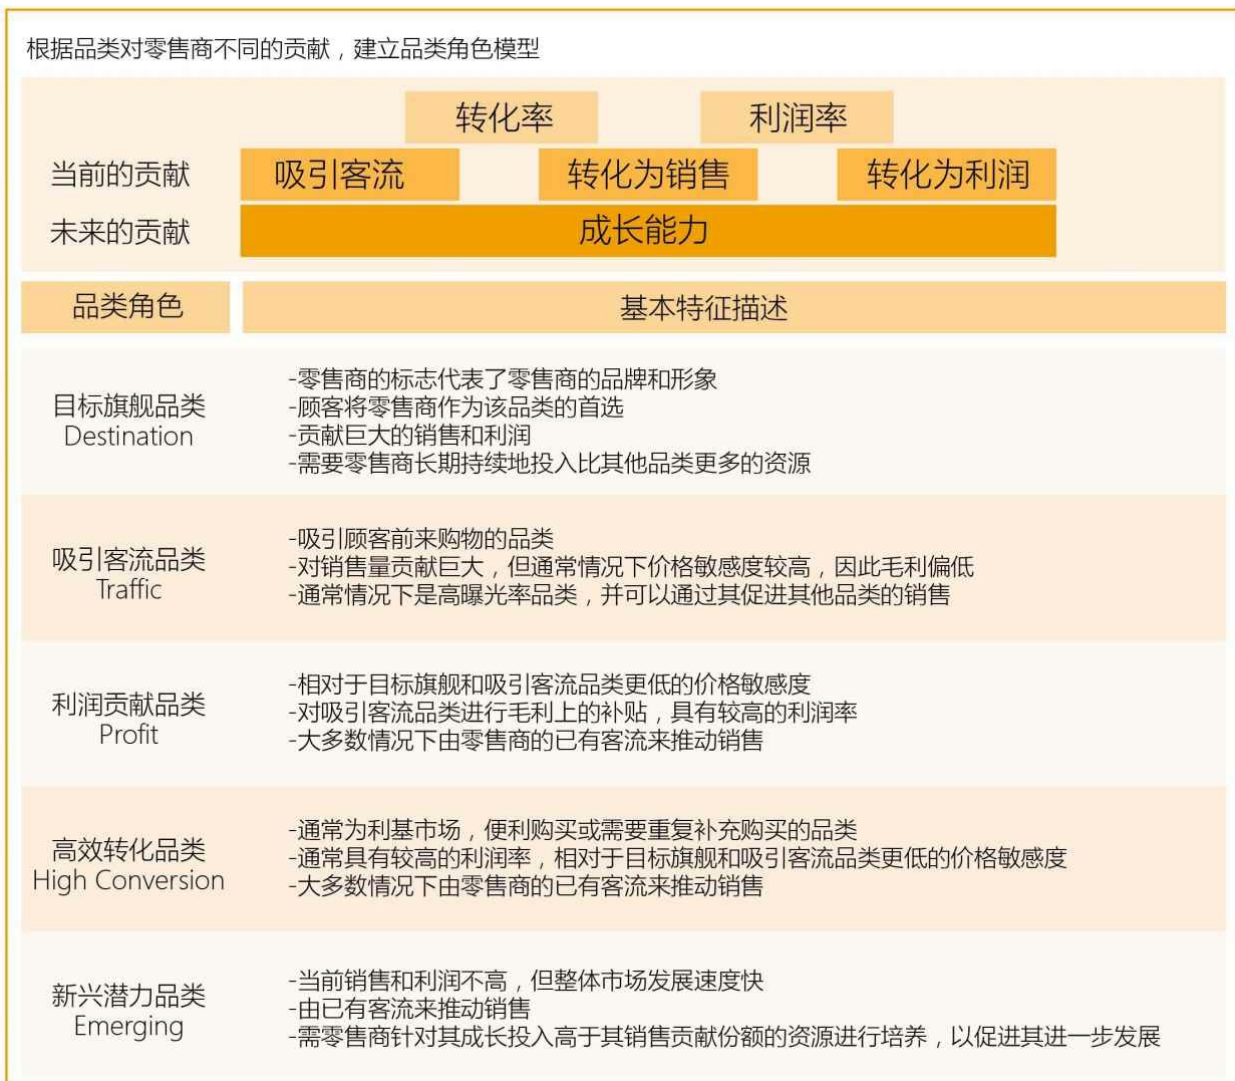 根据品类对零售商不同的贡献，建立品类角色模型
转化率 利润率
当前的贡献 吸引客流 转化为销售 转化为利润
未来的贡献 成长能力
品类角色 基本特征描述
目标旗舰品类
Destination
-零售商的标志代表了零售商的品牌和形象
-顾客将零售商作为该品类的首选
-贡献巨大的销售和利润
-需要零售商长期持续地投入比其他品类更多的资源
吸引客流品类
Traffic
-吸引顾客前来购物的品类
-对销售量贡献巨大，但通常情况下价格敏感度较高，因此毛利偏低
-通常情况下是高曝光率品类，并可以通过其促进其他品类的销售
利润贡献品类
Profit
-相对于目标旗舰和吸引客流品类更低的价格敏感度
-对吸引客流品类进行毛利上的补贴，具有较高的利润率
-大多数情况下由零售商的已有客流来推动销售
高效转化品类
High Conversion
-通常为利基市场，便利购买或需要重复补充购买的品类
-通常具有较高的利润率，相对于目标旗舰和吸引客流品类更低的价格敏感度
-大多数情况下由零售商的已有客流来推动销售
新兴潜力品类
Emerging
-当前销售和利润不高，但整体市场发展速度快
-由已有客流来推动销售
-需零售商针对其成长投入高于其销售贡献份额的资源进行培养，以促进其进一步发展